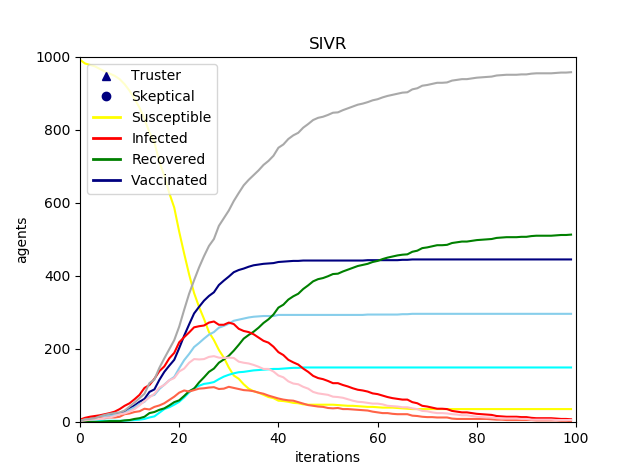 SIVR
1000
800
600
400
200
0
agents
Truster
Skeptical
Susceptible
Infected
Recovered
Vaccinated
0 20 40 60 80 100
iterations